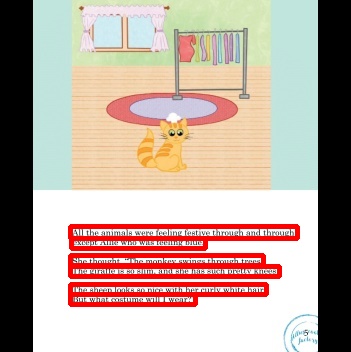 All the animals were feeling festive through and through
except Allie who was feeling blue
She thought, "The monkey swings through trees
The giraffe is so slim, and she has such pretty knees
The sheep looks so nice with her curly white hair
But what costume will I wear?
5